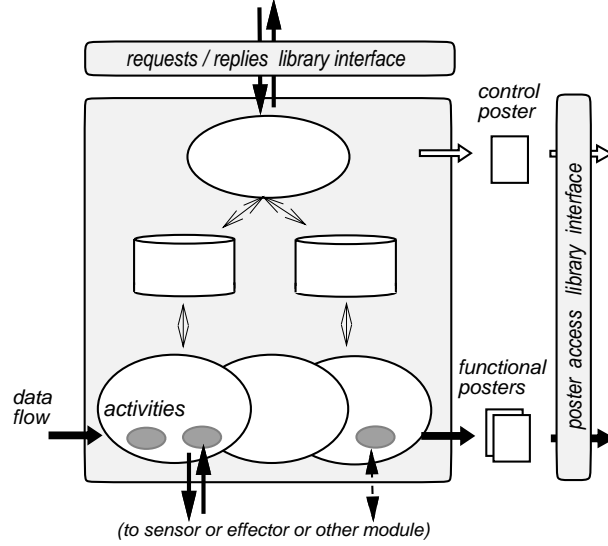 requests / replies library interface
control
poster
poster access library interface
functional
posters
data
flow
activities
(to sensor or effector or other module)